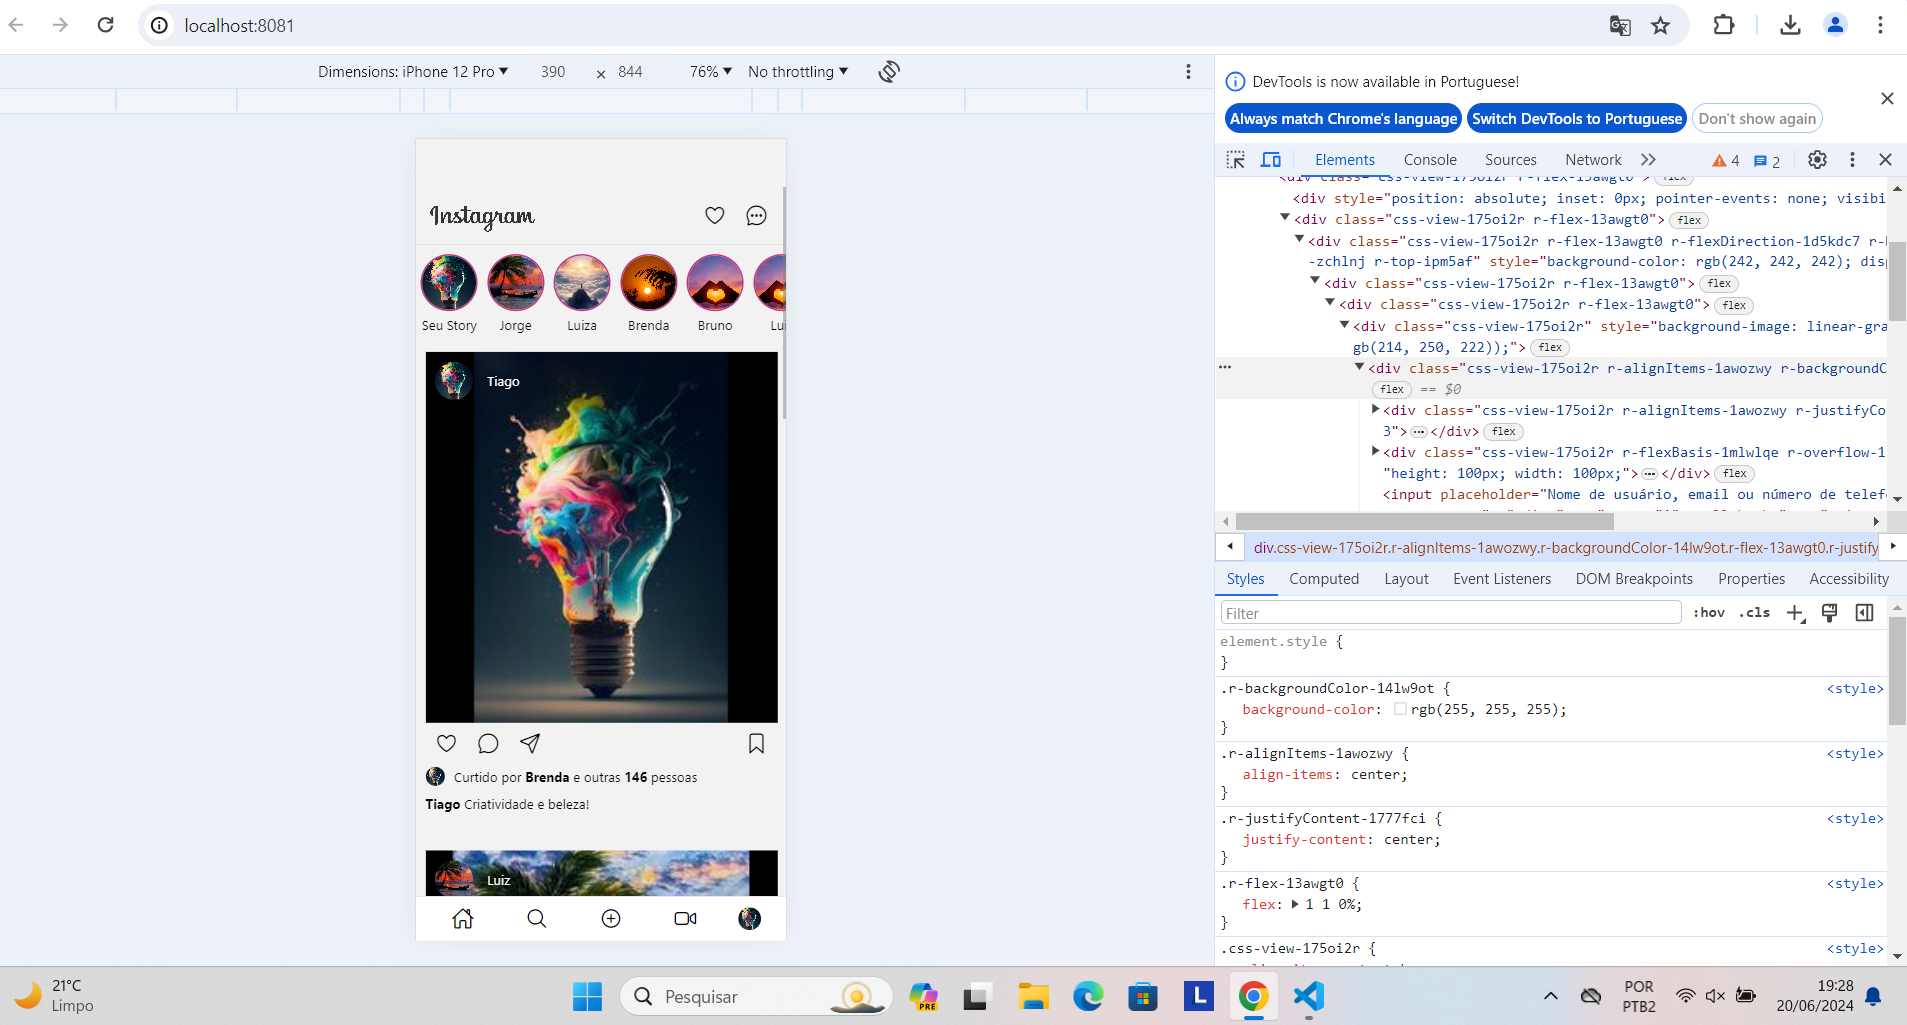 localhost:8081
Dimensions: iPhone 12 Pro ▼ 390 × 844 76% ▼ No throttling ▼
DevTools is now available in Portuguese!
Always match Chrome's language Switch DevTools to Portuguese Don't show again
Elements Console Sources Network 4 2
<div class="css-view-175oi2r r-flex-13awgt0"> flex
<div style="position: absolute; inset: 0px; pointer-events: none; visibi
<div class="css-view-175oi2r r-flex-13awgt0"> flex
<div class="css-view-175oi2r r-flex-13awgt0 r-flexDirection-1d5kdc7 r-
-zchlnj r-top-ipm5af" style="background-color: rgb(242, 242, 242); dis
<div class="css-view-175oi2r r-flex-13awgt0"> flex
<div class="css-view-175oi2r r-flex-13awgt0"> flex
<div class="css-view-175oi2r" style="background-image: linear-gra
gb(214, 250, 222));"> flex
<div class="css-view-175oi2r r-alignItems-1awozwy r-backgroundC
flex == $0
<div class="css-view-175oi2r r-alignItems-1awozwy r-justifyCo
3"> … </div> flex
<div class="css-view-175oi2r r-flexBasis-1mlwlqe r-overflow-1
"height: 100px; width: 100px;"> … </div> flex
<input placeholder="Nome de usuário, email ou número de telef
div.css-view-175oi2r.r-alignItems-1awozwy.r-backgroundColor-14lw9ot.r-flex-13awgt0.r-justify
Styles Computed Layout Event Listeners DOM Breakpoints Properties Accessibility
Filter :hov .cls
element.style {
}
.r-backgroundColor-14lw9ot { <style>
background-color: rgb(255, 255, 255);
}
.r-alignItems-1awozwy { <style>
align-items: center;
}
.r-justifyContent-1777fci { <style>
justify-content: center;
}
.r-flex-13awgt0 { <style>
flex: 1 1 0%;
}
.css-view-175oi2r { <style>
Instagram
Seu Story Jorge Luiza Brenda Bruno Lui
Tiago
Curtido por Brenda e outras 146 pessoas
Tiago Criatividade e beleza!
Luiz
21°C
Limpo
Pesquisar
PRE
L
POR
PTB2
19:28
20/06/2024